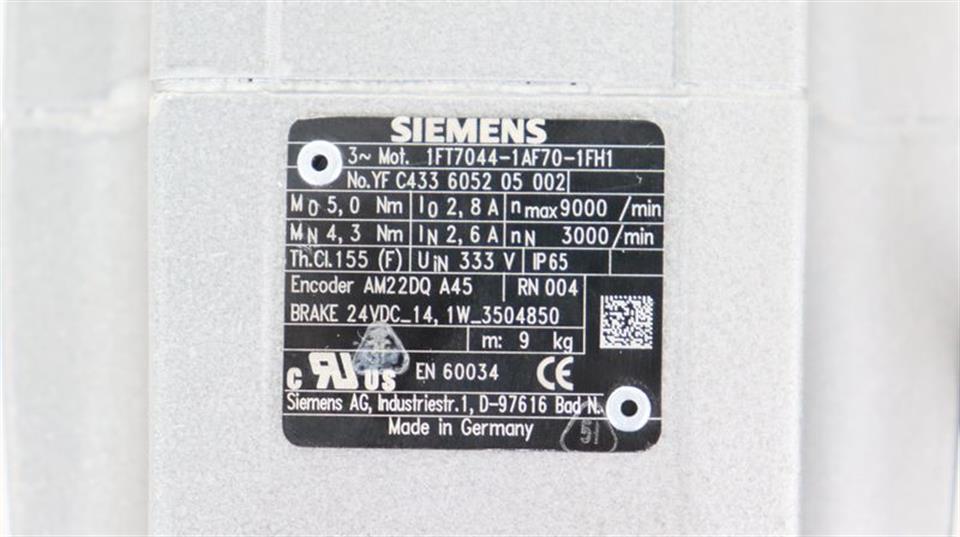 SIEMENS
3~ Mot. 1FT7044-1AF70-1FH1
No.YF C433 6052 05 002
M0 5,0 Nm I0 2,8 A nmax 9000 /min
MN 4,3 Nm IN 2,6 A nN 3000 /min
Th.Cl.155 (F) UiN 333 V IP65
Encoder AM22DQ A45 RN 004
BRAKE 24VDC_14,1W_3504850
m: 9 kg
c RU US EN 60034 CE
Siemens AG, Industriestr.1, D-97616 Bad N.
Made in Germany